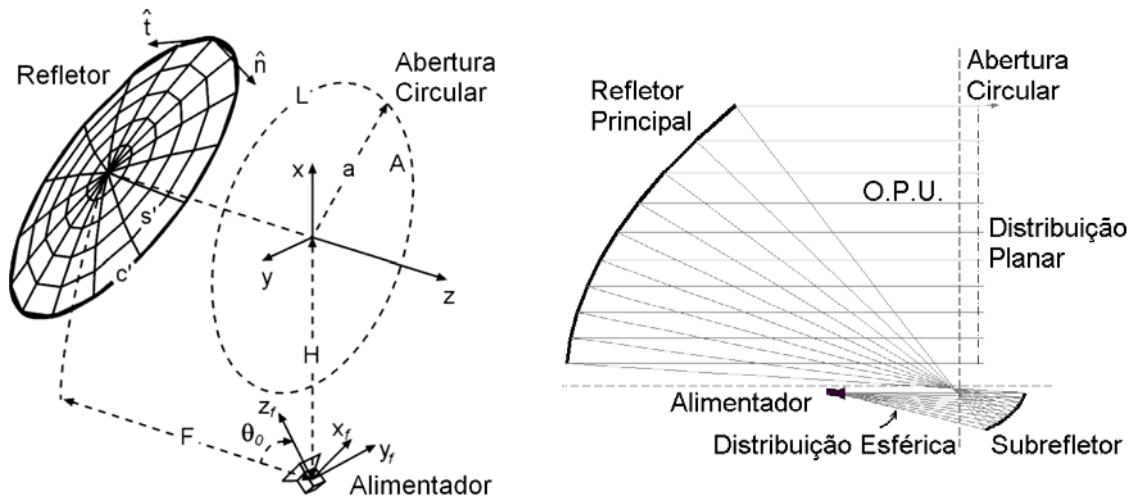 t̂
n̂
Refletor
Abertura
Circular
L
A
a
x
s'
y
c'
z
H
z_f
x_f
θ_0
y_f
F
Alimentador
Abertura
Circular
Refletor
Principal
O.P.U.
Distribuição
Planar
Alimentador
Distribuição Esférica
Subrefletor